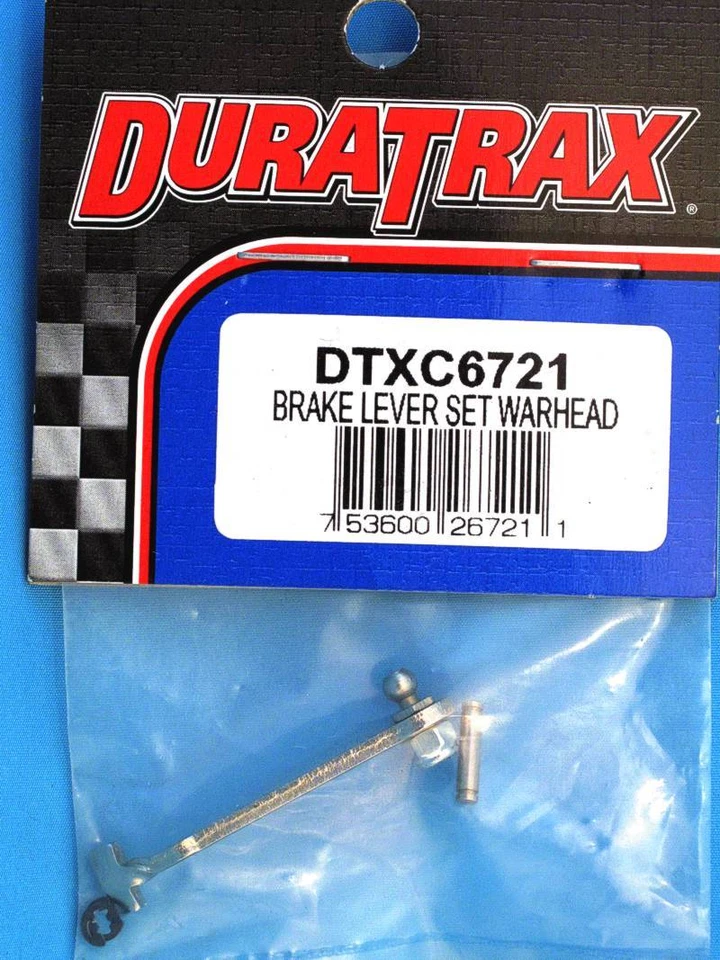 DURATRAX®
DTXC6721
BRAKE LEVER SET WARHEAD
7 53600 26721 1